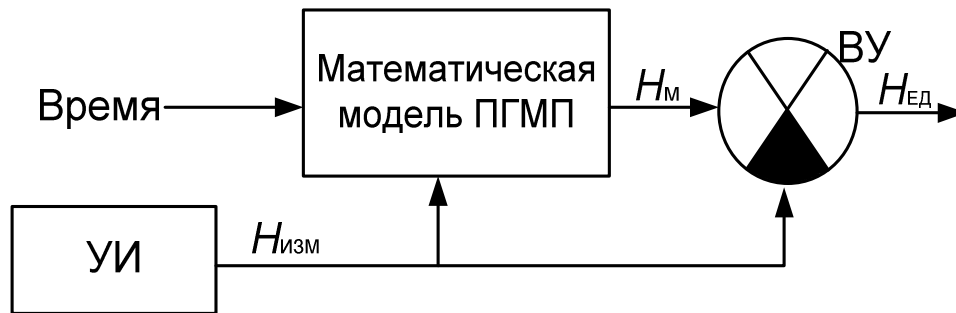 Математическая
модель ПГМП
ВУ
Hм
HЕД
Время
УИ
Hизм